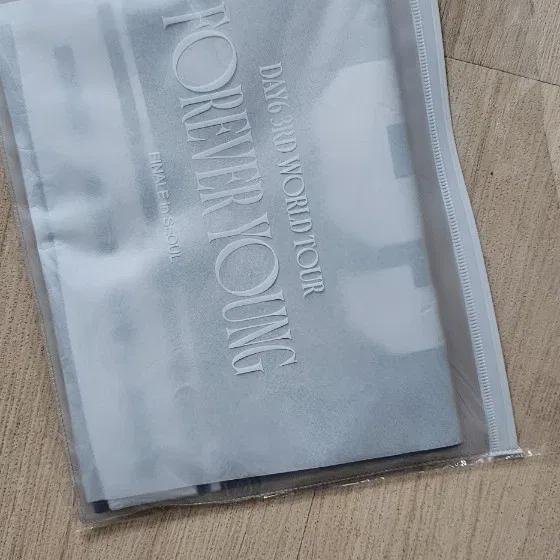 DAY6 3RD WORLD TOUR
FOREVER YOUNG
FINALE in SEOUL